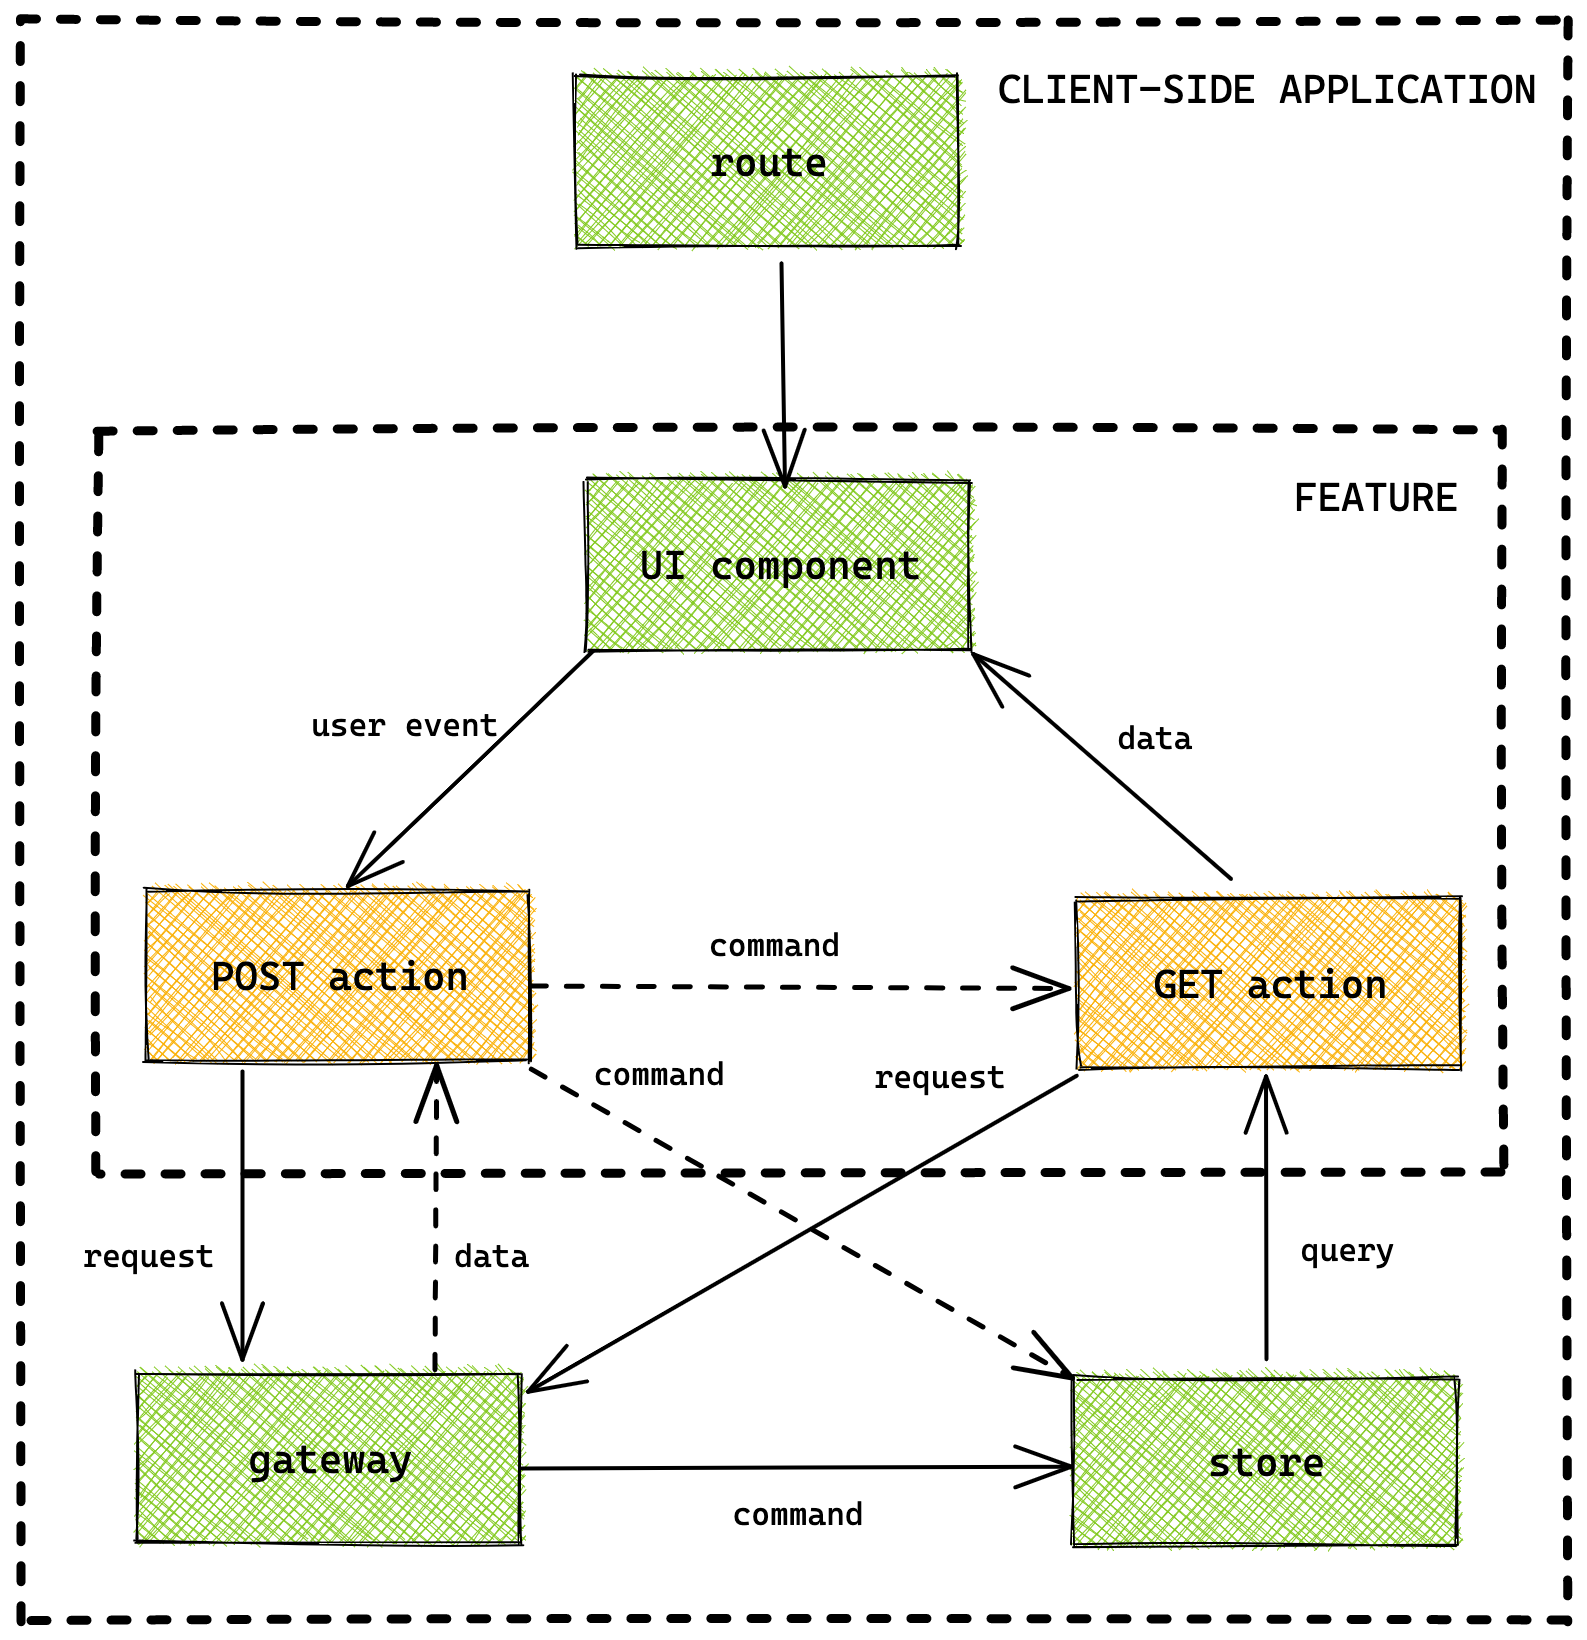 CLIENT-SIDE APPLICATION
route
FEATURE
UI component
user event
data
command
POST action
GET action
command
request
request
data
query
gateway
store
command